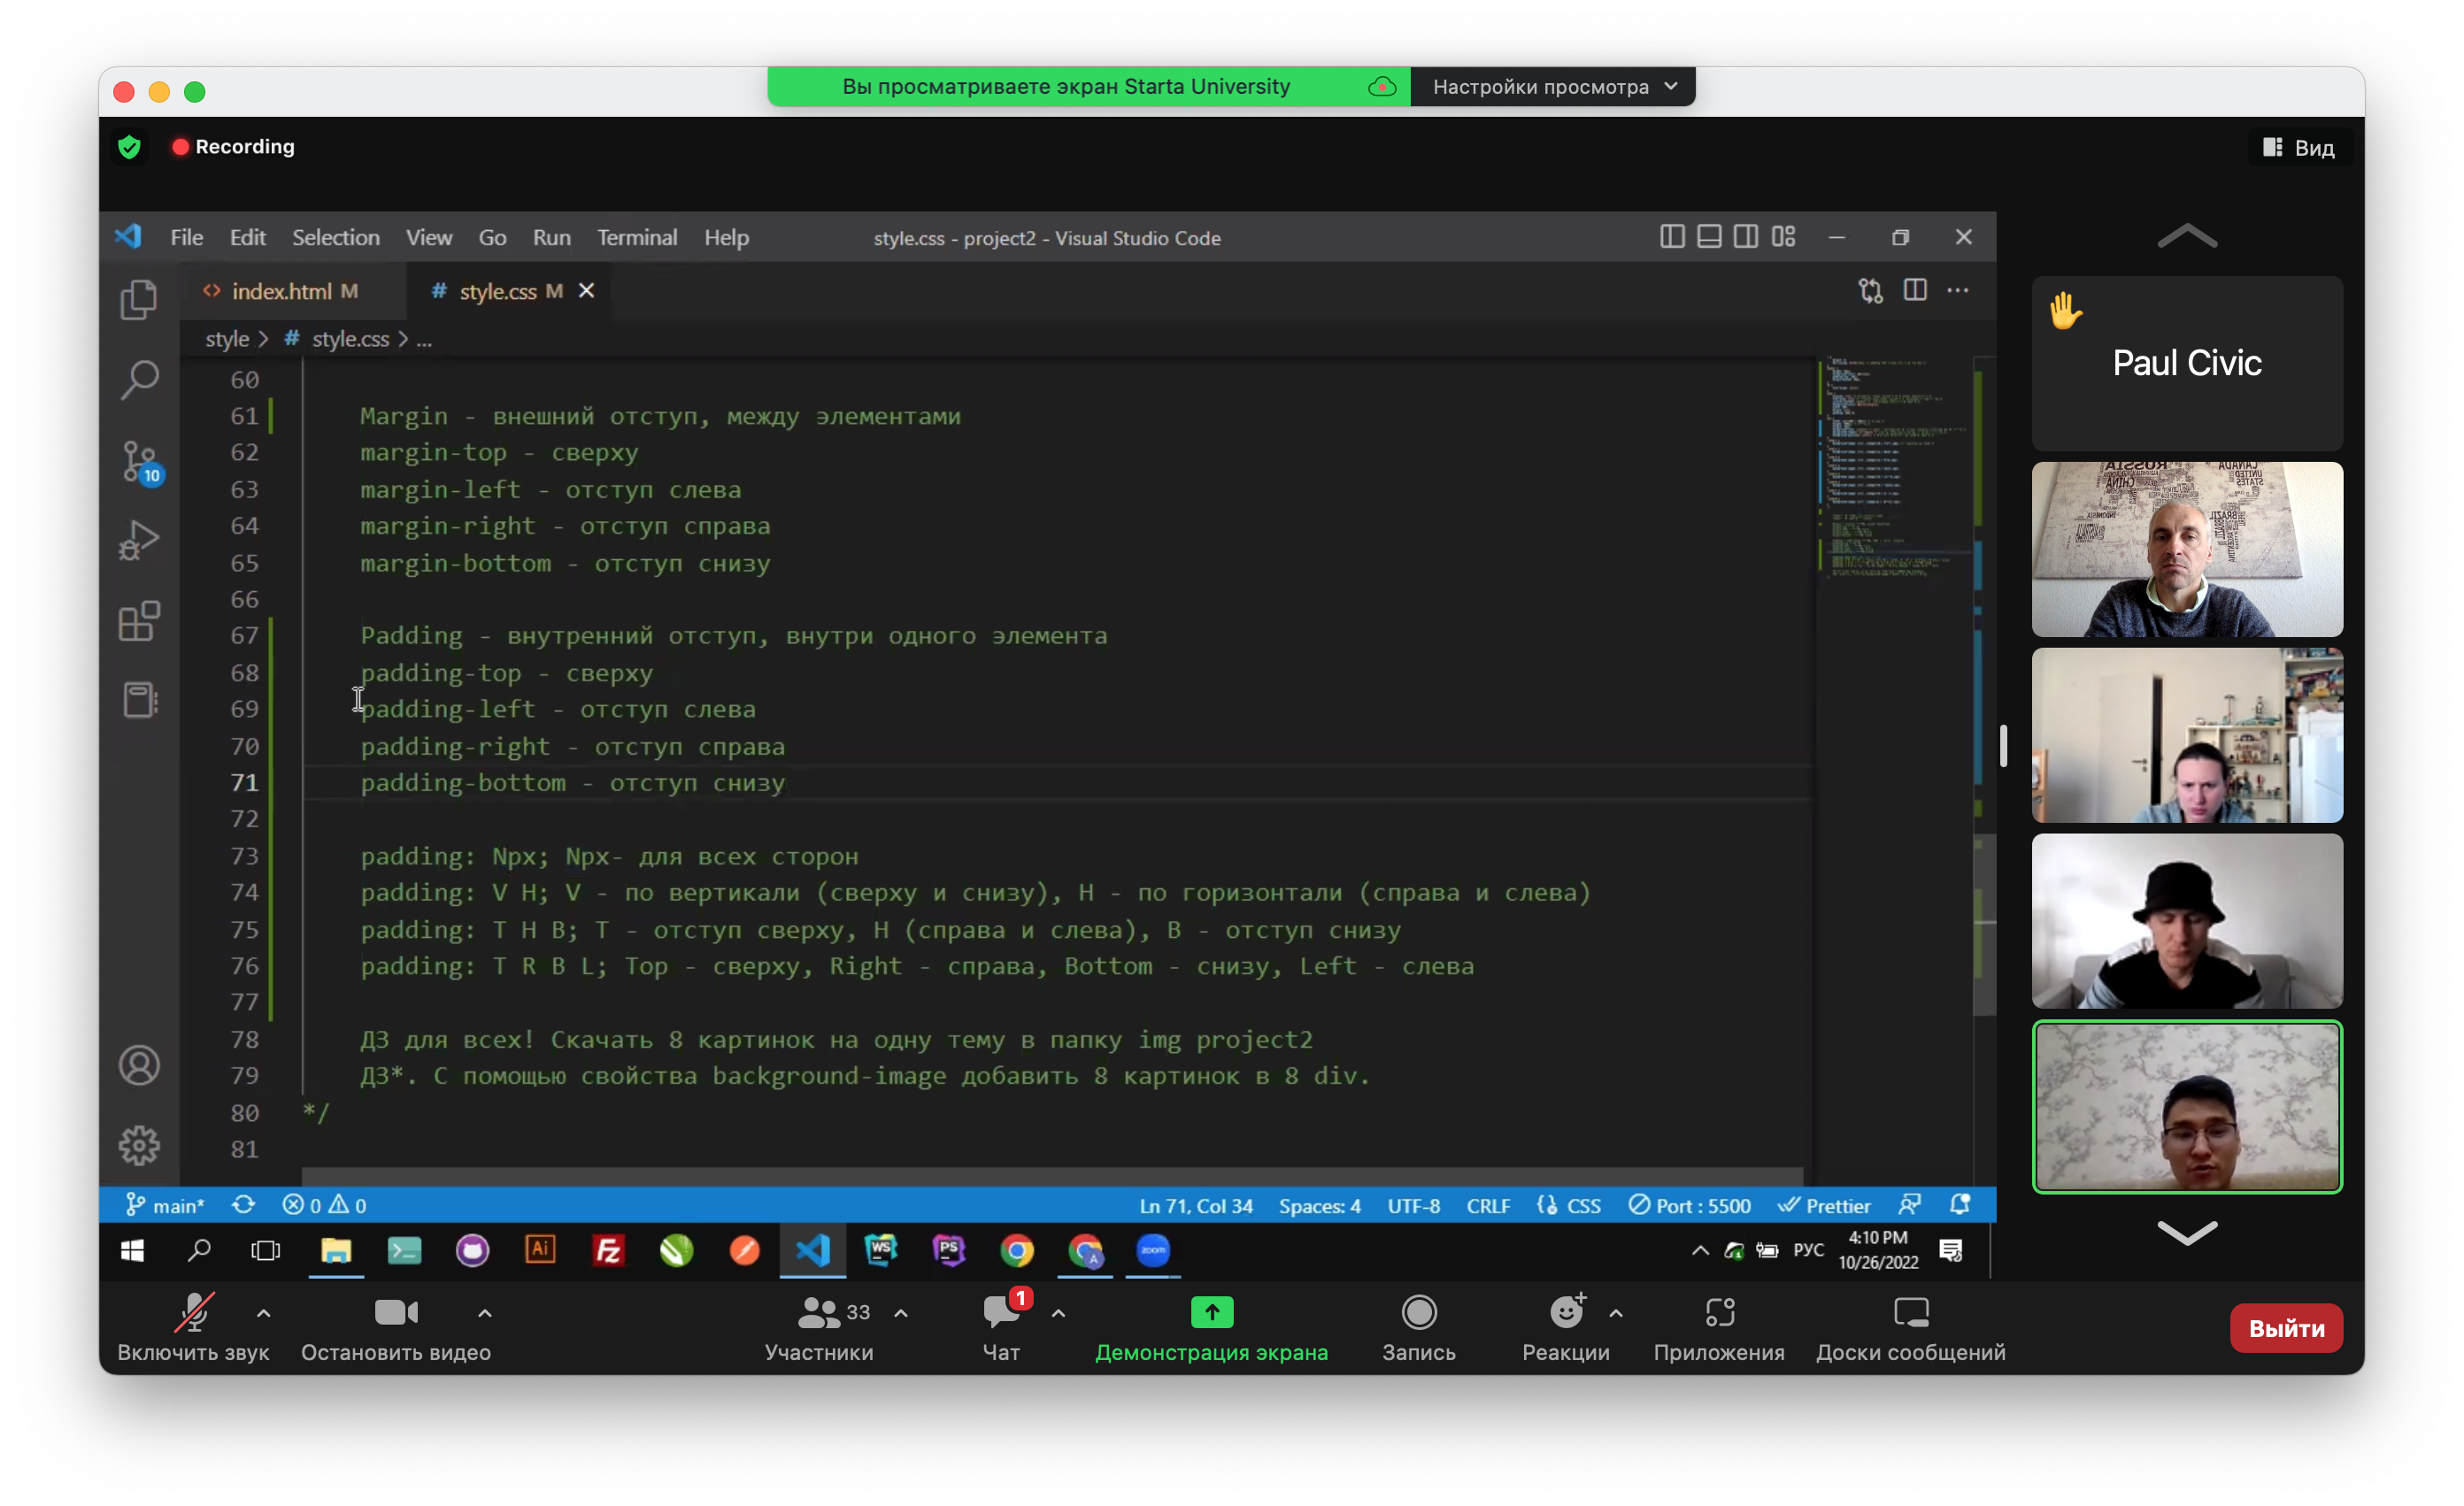 Вы просматриваете экран Starta University
Настройки просмотра
Recording
Вид
File Edit Selection View Go Run Terminal Help
style.css - project2 - Visual Studio Code
index.html M
# style.css M
style > # style.css > ...
60
61 Margin - внешний отступ, между элементами
62 margin-top - сверху
63 margin-left - отступ слева
64 margin-right - отступ справа
65 margin-bottom - отступ снизу
66
67 Padding - внутренний отступ, внутри одного элемента
68 padding-top - сверху
69 padding-left - отступ слева
70 padding-right - отступ справа
71 padding-bottom - отступ снизу
72
73 padding: Npx; Npx- для всех сторон
74 padding: V H; V - по вертикали (сверху и снизу), H - по горизонтали (справа и слева)
75 padding: T H B; T - отступ сверху, H (справа и слева), B - отступ снизу
76 padding: T R B L; Top - сверху, Right - справа, Bottom - снизу, Left - слева
77
78 ДЗ для всех! Скачать 8 картинок на одну тему в папку img project2
79 ДЗ*. С помощью свойства background-image добавить 8 картинок в 8 div.
80 */
81
10
Paul Civic
main* 0 0 Ln 71, Col 34 Spaces: 4 UTF-8 CRLF CSS Port : 5500 Prettier
Ai
Fz
WS
PS
A
zoom
РУС
4:10 PM
10/26/2022
Включить звук
Остановить видео
33
Участники
1
Чат
Демонстрация экрана
Запись
Реакции
Приложения
Доски сообщений
Выйти